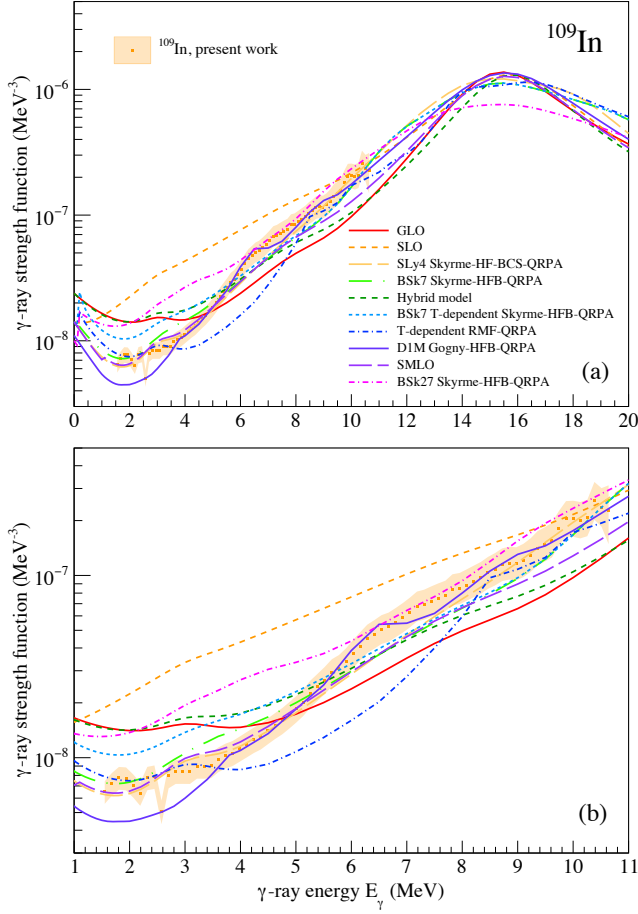 ¹⁰⁹In, present work
¹⁰⁹In
10⁻⁶
10⁻⁷
10⁻⁸
γ-ray strength function (MeV⁻³)
GLO
SLO
SLy4 Skyrme-HF-BCS-QRPA
BSk7 Skyrme-HFB-QRPA
Hybrid model
BSk7 T-dependent Skyrme-HFB-QRPA
T-dependent RMF-QRPA
D1M Gogny-HFB-QRPA
SMLO
BSk27 Skyrme-HFB-QRPA
(a)
0 2 4 6 8 10 12 14 16 18 20
10⁻⁷
10⁻⁸
γ-ray strength function (MeV⁻³)
(b)
1 2 3 4 5 6 7 8 9 10 11
γ-ray energy E_γ (MeV)